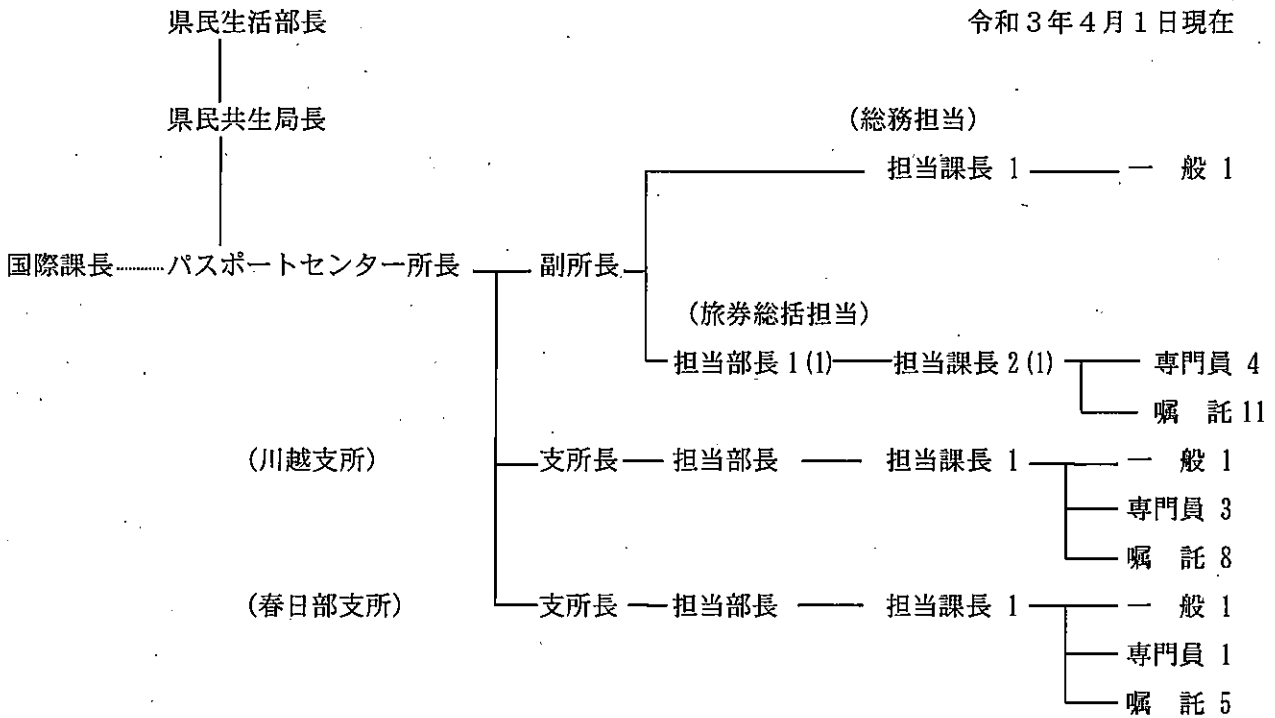 県民生活部長 令和3年4月1日現在
県民共生局長 (総務担当)
担当課長 1 一 般 1
国際課長 パスポートセンター所長 副所長
(旅券総括担当)
担当部長 1 (1) 担当課長 2 (1) 専門員 4
嘱 託 11
(川越支所) 支所長 担当部長 担当課長 1 一 般 1
専門員 3
嘱 託 8
(春日部支所) 支所長 担当部長 担当課長 1 一 般 1
専門員 1
嘱 託 5